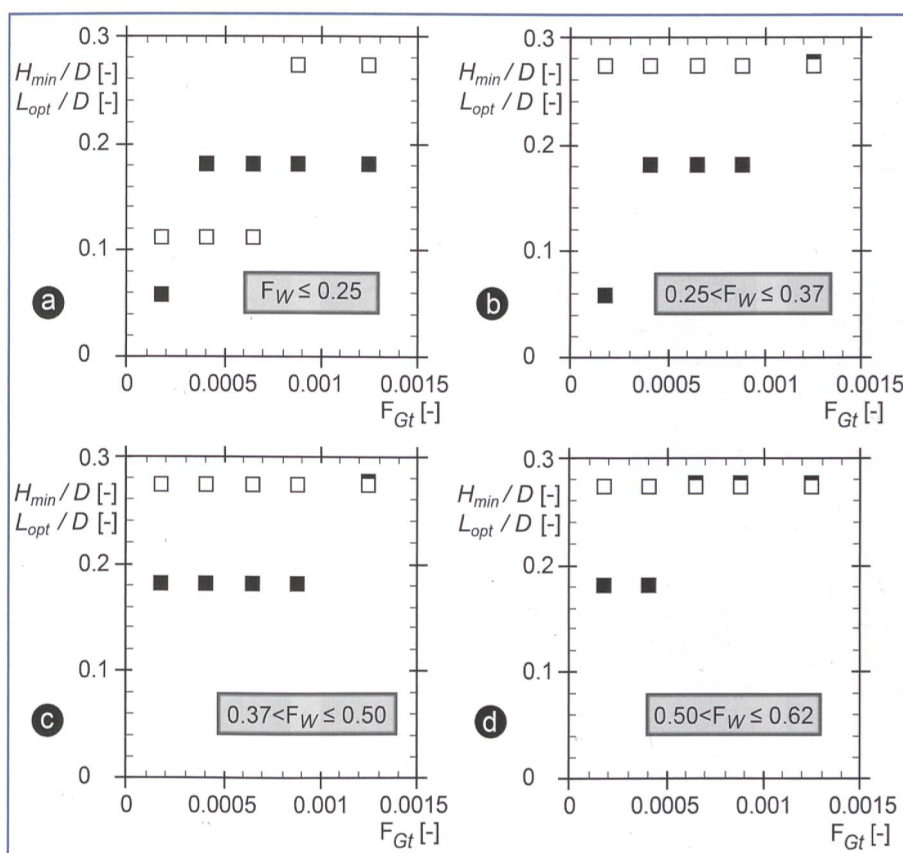 0.3
H_min / D [-]
L_opt / D [-]
0.2
0.1
a
F_W ≤ 0.25
0
0 0.0005 0.001 0.0015
F_Gt [-]
0.3
H_min / D [-]
L_opt / D [-]
0.2
0.1
b
0.25<F_W ≤ 0.37
0
0 0.0005 0.001 0.0015
F_Gt [-]
0.3
H_min / D [-]
L_opt / D [-]
0.2
0.1
c
0.37<F_W ≤ 0.50
0
0 0.0005 0.001 0.0015
F_Gt [-]
0.3
H_min / D [-]
L_opt / D [-]
0.2
0.1
d
0.50<F_W ≤ 0.62
0
0 0.0005 0.001 0.0015
F_Gt [-]